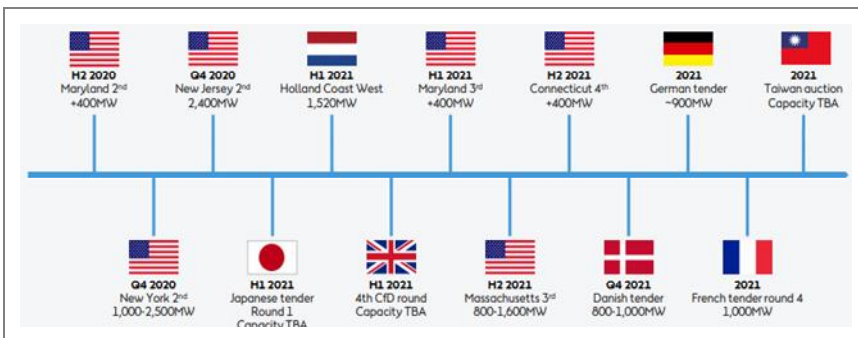 H2 2020
Maryland 2nd
+400MW
Q4 2020
New Jersey 2nd
2,400MW
H1 2021
Holland Coast West
1,520MW
H1 2021
Maryland 3rd
+400MW
H2 2021
Connecticut 4th
+400MW
2021
German tender
~900MW
2021
Taiwan auction
Capacity TBA
Q4 2020
New York 2nd
1,000-2,500MW
H1 2021
Japanese tender
Round 1
Capacity TBA
H1 2021
4th CfD round
Capacity TBA
H2 2021
Massachusetts 3rd
800-1,600MW
Q4 2021
Danish tender
800-1,000MW
2021
French tender round 4
1,000MW